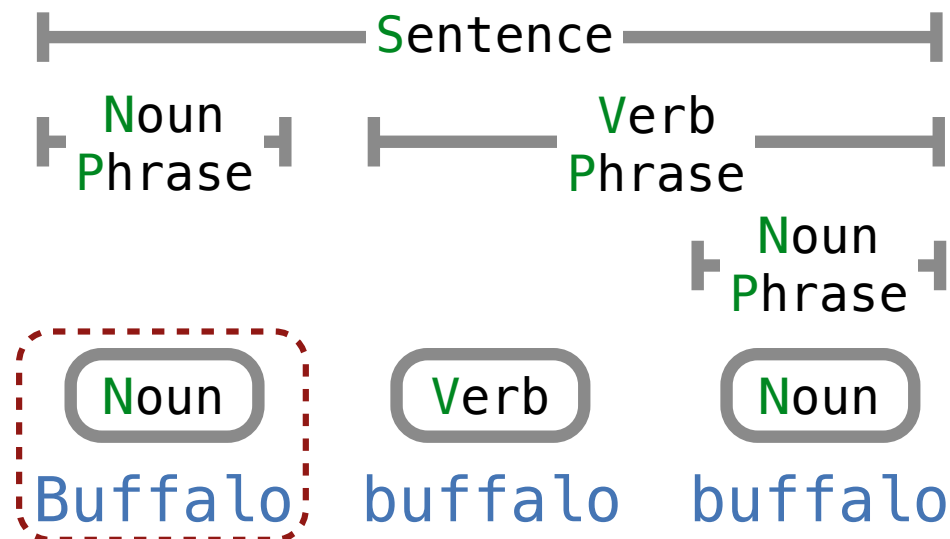 Sentence
Noun Phrase
Verb Phrase
Noun Phrase
Noun Verb Noun
Buffalo buffalo buffalo